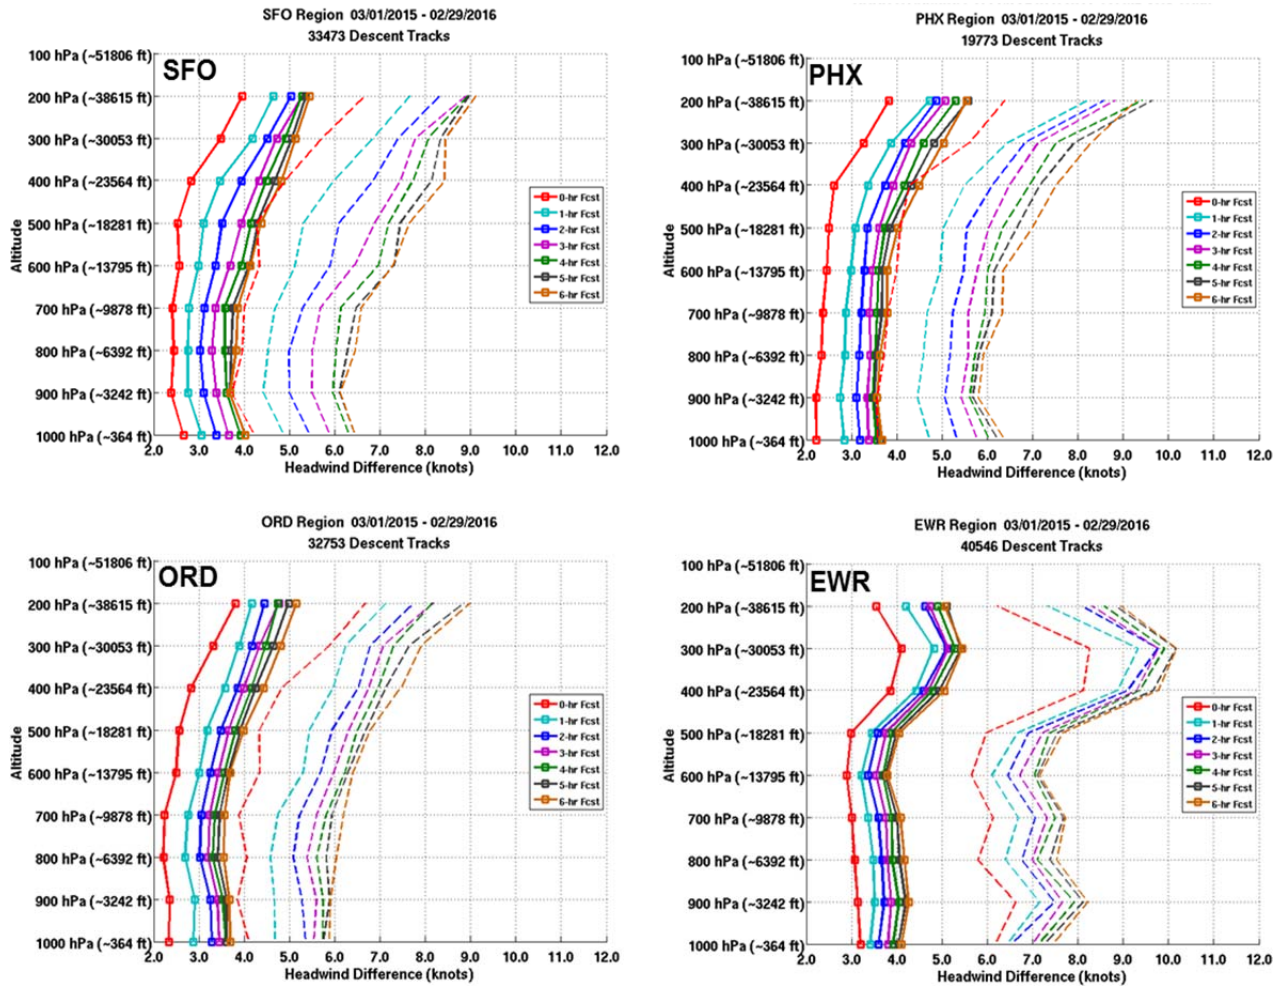 SFO Region 03/01/2015 - 02/29/2016
33473 Descent Tracks
SFO
100 hPa (~51806 ft)
200 hPa (~38615 ft)
300 hPa (~30053 ft)
400 hPa (~23564 ft)
500 hPa (~18281 ft)
600 hPa (~13795 ft)
700 hPa (~9878 ft)
800 hPa (~6392 ft)
900 hPa (~3242 ft)
1000 hPa (~364 ft)
Altitude
0-hr Fcst
1-hr Fcst
2-hr Fcst
3-hr Fcst
4-hr Fcst
5-hr Fcst
6-hr Fcst
2.0 3.0 4.0 5.0 6.0 7.0 8.0 9.0 10.0 11.0 12.0
Headwind Difference (knots)
PHX Region 03/01/2015 - 02/29/2016
19773 Descent Tracks
PHX
100 hPa (~51806 ft)
200 hPa (~38615 ft)
300 hPa (~30053 ft)
400 hPa (~23564 ft)
500 hPa (~18281 ft)
600 hPa (~13795 ft)
700 hPa (~9878 ft)
800 hPa (~6392 ft)
900 hPa (~3242 ft)
1000 hPa (~364 ft)
Altitude
0-hr Fcst
1-hr Fcst
2-hr Fcst
3-hr Fcst
4-hr Fcst
5-hr Fcst
6-hr Fcst
2.0 3.0 4.0 5.0 6.0 7.0 8.0 9.0 10.0 11.0 12.0
Headwind Difference (knots)
ORD Region 03/01/2015 - 02/29/2016
32753 Descent Tracks
ORD
100 hPa (~51806 ft)
200 hPa (~38615 ft)
300 hPa (~30053 ft)
400 hPa (~23564 ft)
500 hPa (~18281 ft)
600 hPa (~13795 ft)
700 hPa (~9878 ft)
800 hPa (~6392 ft)
900 hPa (~3242 ft)
1000 hPa (~364 ft)
Altitude
0-hr Fcst
1-hr Fcst
2-hr Fcst
3-hr Fcst
4-hr Fcst
5-hr Fcst
6-hr Fcst
2.0 3.0 4.0 5.0 6.0 7.0 8.0 9.0 10.0 11.0 12.0
Headwind Difference (knots)
EWR Region 03/01/2015 - 02/29/2016
40546 Descent Tracks
EWR
100 hPa (~51806 ft)
200 hPa (~38615 ft)
300 hPa (~30053 ft)
400 hPa (~23564 ft)
500 hPa (~18281 ft)
600 hPa (~13795 ft)
700 hPa (~9878 ft)
800 hPa (~6392 ft)
900 hPa (~3242 ft)
1000 hPa (~364 ft)
Altitude
0-hr Fcst
1-hr Fcst
2-hr Fcst
3-hr Fcst
4-hr Fcst
5-hr Fcst
6-hr Fcst
2.0 3.0 4.0 5.0 6.0 7.0 8.0 9.0 10.0 11.0 12.0
Headwind Difference (knots)